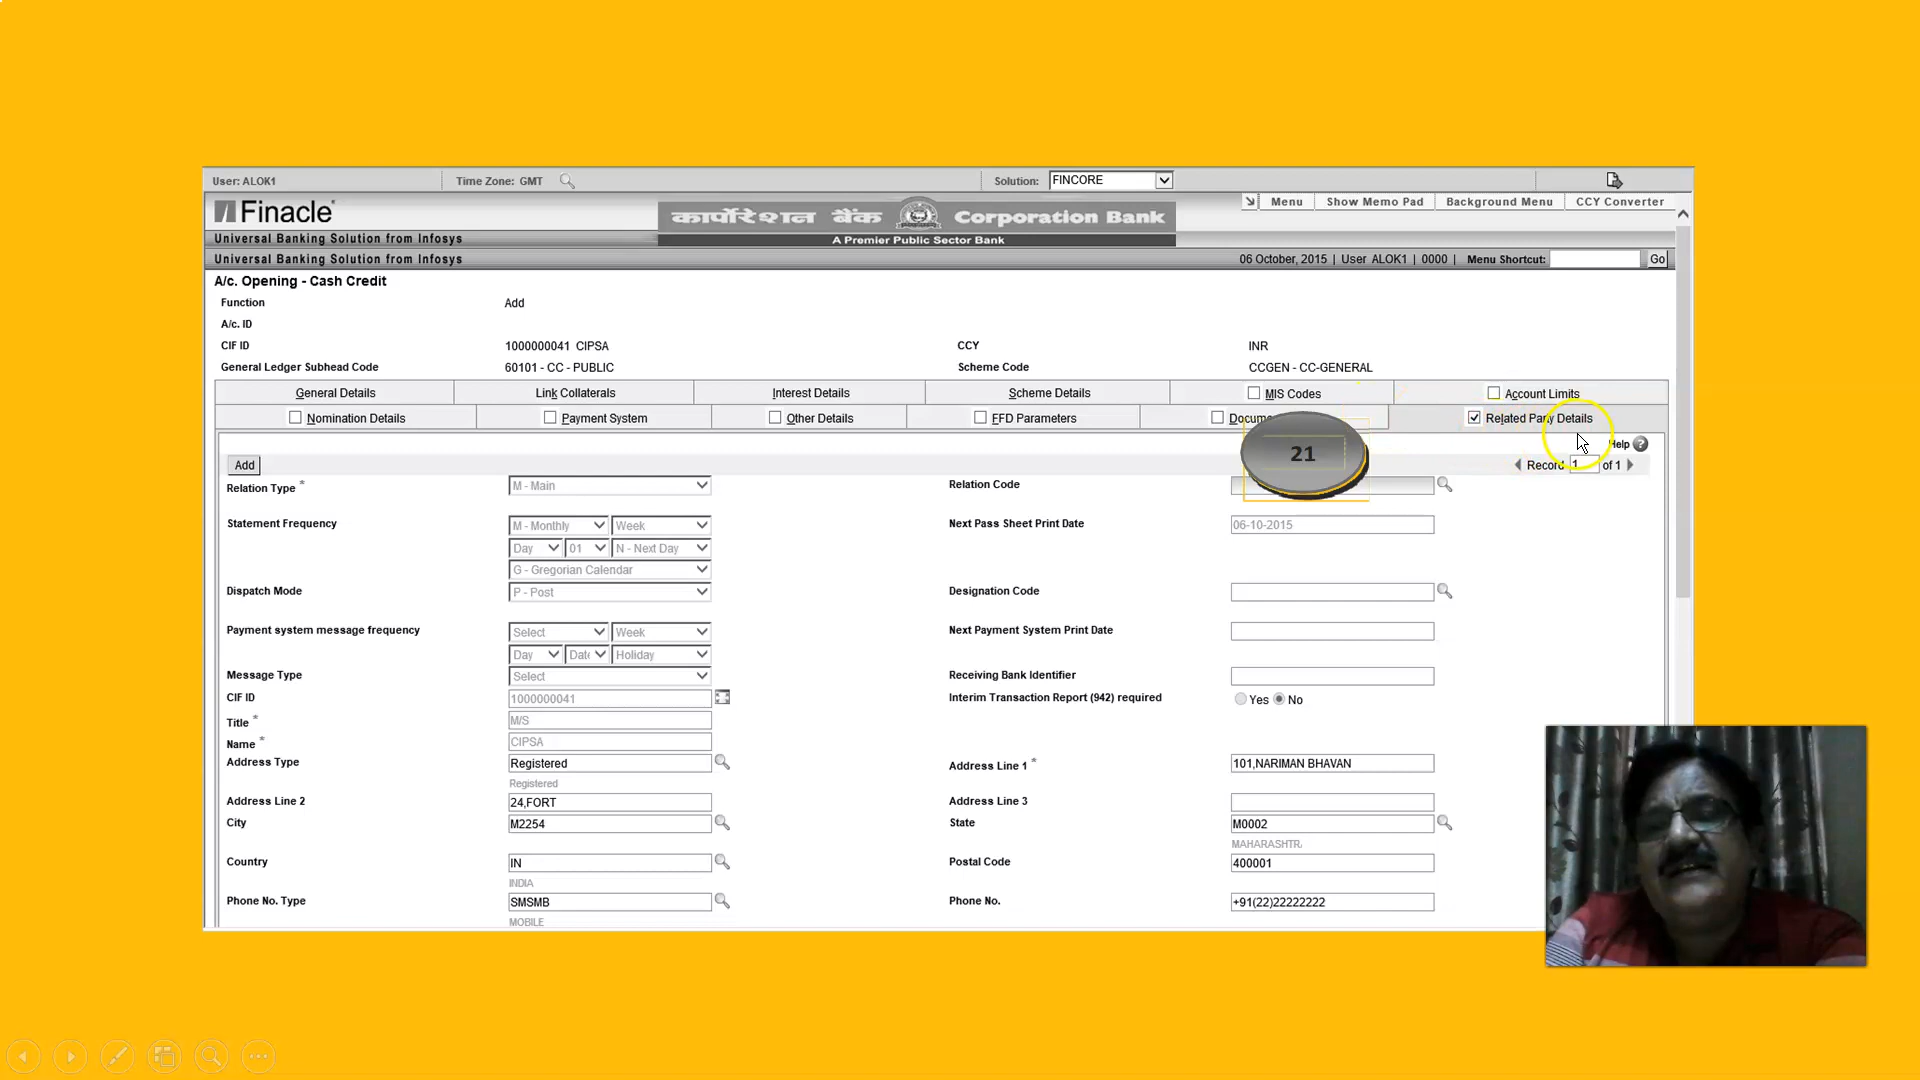 User: ALOK1
Time Zone: GMT
Solution: FINCORE
Finacle
कार्पोरेशन बैंक Corporation Bank
Menu
Show Memo Pad
Background Menu
CCY Converter
Universal Banking Solution from Infosys
A Premier Public Sector Bank
Universal Banking Solution from Infosys
06 October, 2015 | User ALOK1 | 0000 | Menu Shortcut: Go
A/c. Opening - Cash Credit
Function Add
A/c. ID
CIF ID 1000000041 CIPSA CCY INR
General Ledger Subhead Code 60101 - CC - PUBLIC Scheme Code CCGEN - CC-GENERAL
General Details Link Collaterals Interest Details Scheme Details MIS Codes Account Limits
Nomination Details Payment System Other Details FFD Parameters Related Party Details
21
Help ?
Add Record 1 of 1
Relation Type * M - Main Relation Code
Statement Frequency M - Monthly Week Next Pass Sheet Print Date 06-10-2015
Day 01 N - Next Day
G - Gregorian Calendar
Dispatch Mode P - Post Designation Code
Payment system message frequency Select Week Next Payment System Print Date
Day Date Holiday
Message Type Select Receiving Bank Identifier
CIF ID 1000000041 Interim Transaction Report (942) required Yes No
Title * M/S
Name * CIPSA
Address Type Registered Address Line 1 * 101,NARIMAN BHAVAN
Registered
Address Line 2 24,FORT Address Line 3
City M2254 State M0002
MAHARASHTRA
Country IN Postal Code 400001
INDIA
Phone No. Type SMSMB Phone No. +91(22)22222222
MOBILE